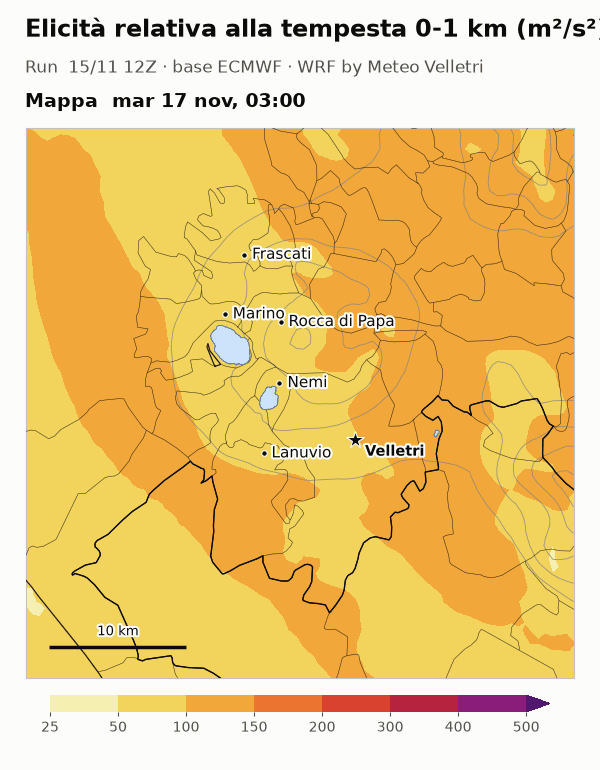 Elicità relativa alla tempesta 0-1 km (m²/s²)
Run  15/11 12Z · base ECMWF · WRF by Meteo Velletri
Mappa  mar 17 nov, 03:00
Frascati
Marino
Rocca di Papa
Nemi
Velletri
Lanuvio
10 km
25 50 100 150 200 300 400 500